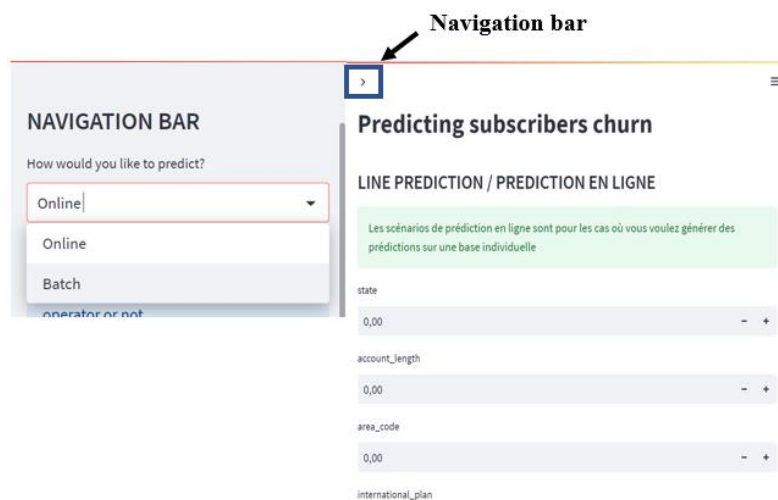 Navigation bar
NAVIGATION BAR
How would you like to predict?
Online
Online
Batch
operator or not
Predicting subscribers churn
LINE PREDICTION / PREDICTION EN LIGNE
Les scénarios de prédiction en ligne sont pour les cas où vous voulez générer des
prédictions sur une base individuelle
state
0,00
account_length
0,00
area_code
0,00
international_plan